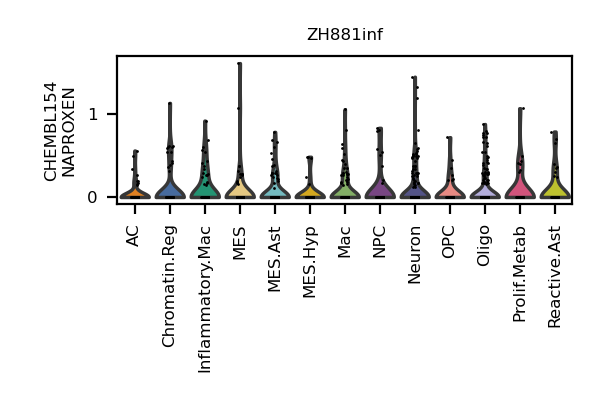 ZH881inf
CHEMBL154
NAPROXEN
1
0
AC
Chromatin.Reg
Inflammatory.Mac
MES
MES.Ast
MES.Hyp
Mac
NPC
Neuron
OPC
Oligo
Prolif.Metab
Reactive.Ast